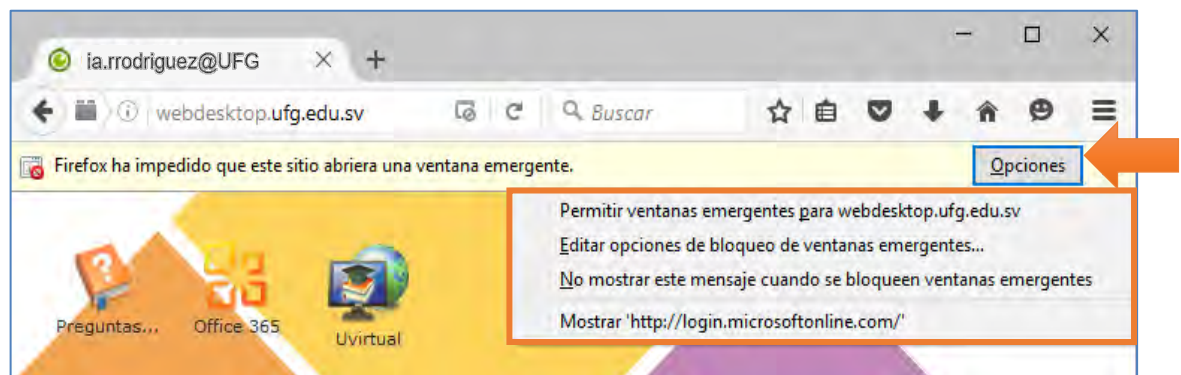 ia.rrodriguez@UFG
webdesktop.ufg.edu.sv
Buscar
Firefox ha impedido que este sitio abriera una ventana emergente.
Opciones
Permitir ventanas emergentes para webdesktop.ufg.edu.sv
Editar opciones de bloqueo de ventanas emergentes...
No mostrar este mensaje cuando se bloqueen ventanas emergentes
Mostrar 'http://login.microsoftonline.com/'
Preguntas...
Office 365
Uvirtual